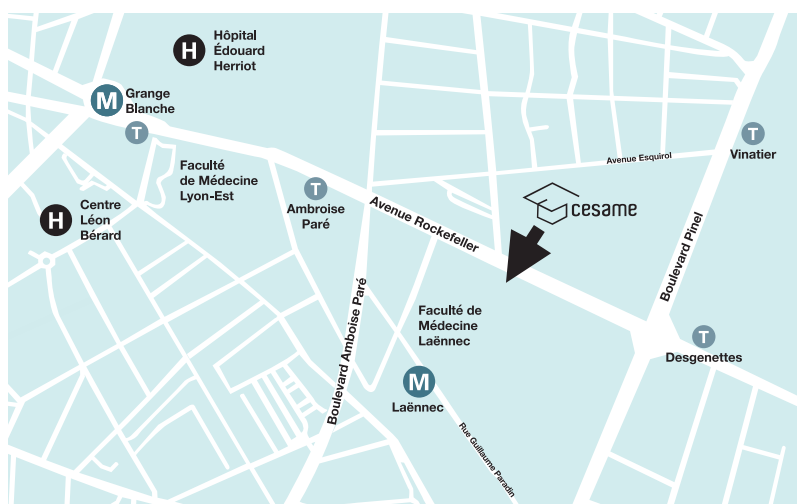 H
Hôpital
Édouard
Herriot
M
Grange
Blanche
T
T
Vinatier
Avenue Esquirol
Faculté
de Médecine
Lyon-Est
T
Ambroise
Paré
H
Centre
Léon
Bérard
cesame
Avenue Rockefeller
Boulevard Pinel
Boulevard Amboise Paré
Faculté de
Médecine
Laënnec
T
Desgenettes
M
Laënnec
Rue Guillaume Paradin